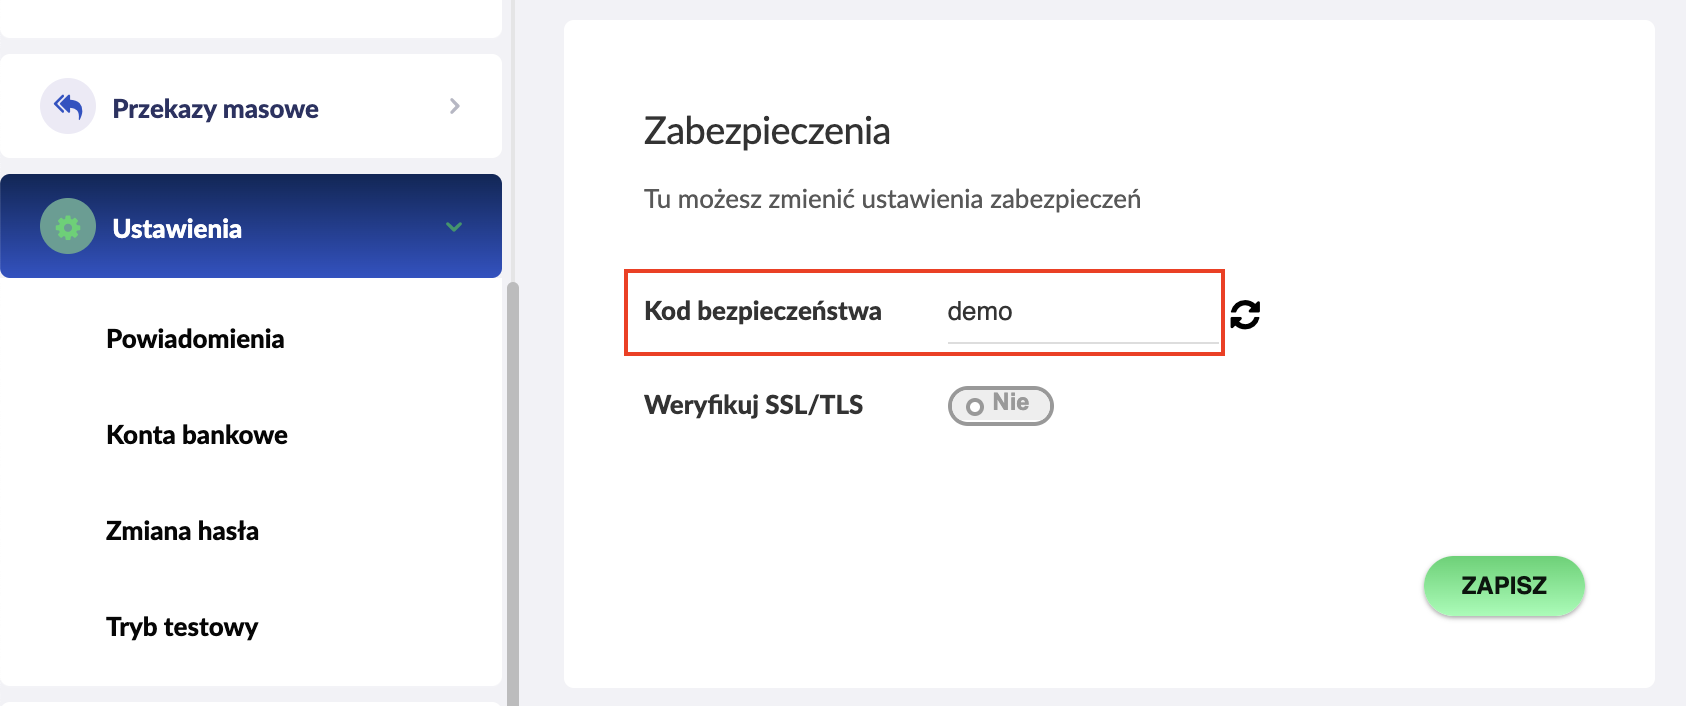 Przekazy masowe
Ustawienia
Powiadomienia
Konta bankowe
Zmiana hasła
Tryb testowy
Zabezpieczenia
Tu możesz zmienić ustawienia zabezpieczeń
Kod bezpieczeństwa demo
Weryfikuj SSL/TLS Nie
ZAPISZ